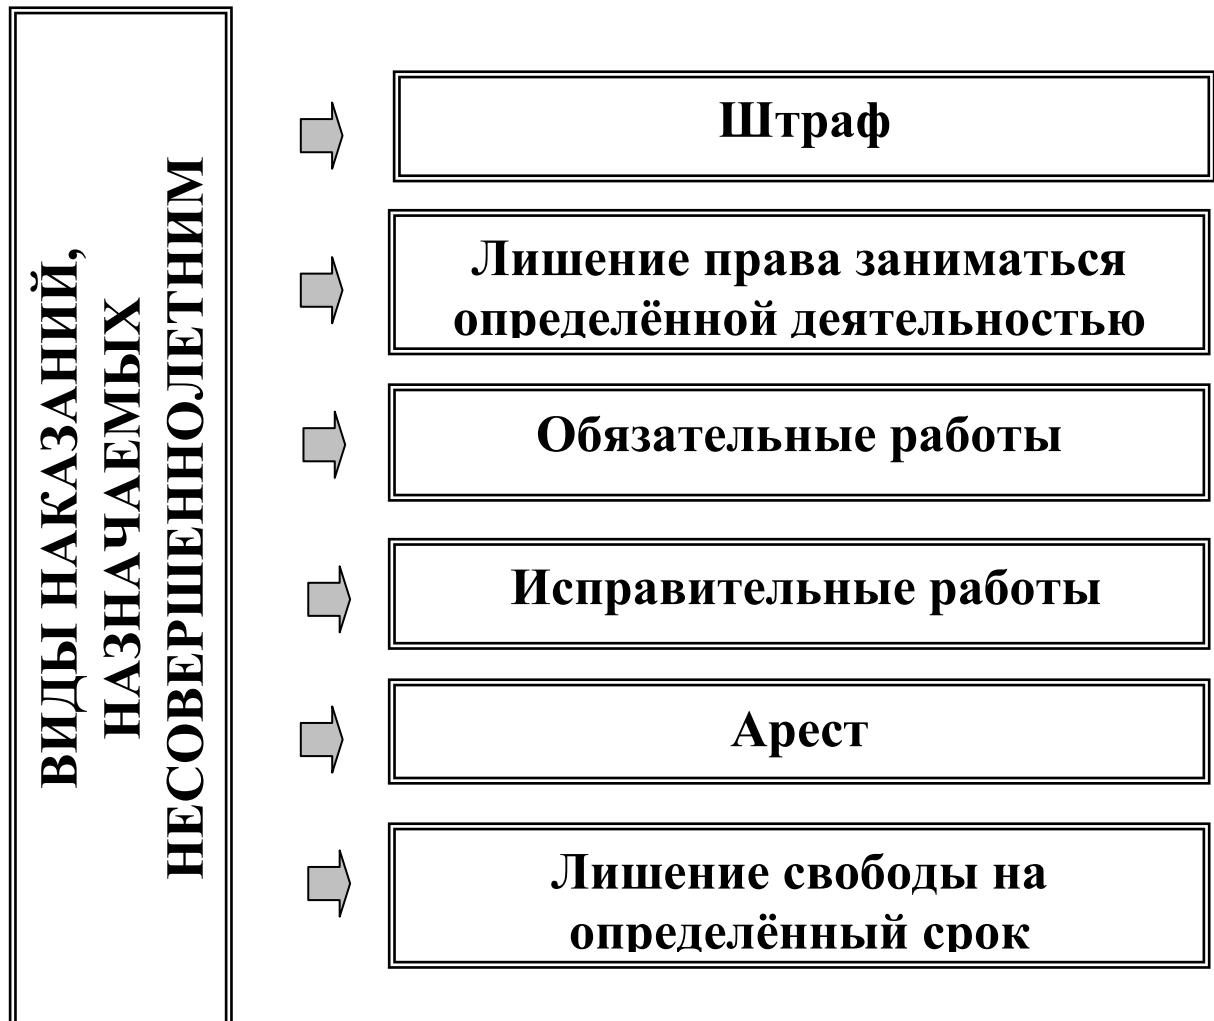 ВИДЫ НАКАЗАНИЙ,
НАЗНАЧАЕМЫХ
НЕСОВЕРШЕННОЛЕТНИМ
Штраф
Лишение права заниматься
определённой деятельностью
Обязательные работы
Исправительные работы
Арест
Лишение свободы на
определённый срок